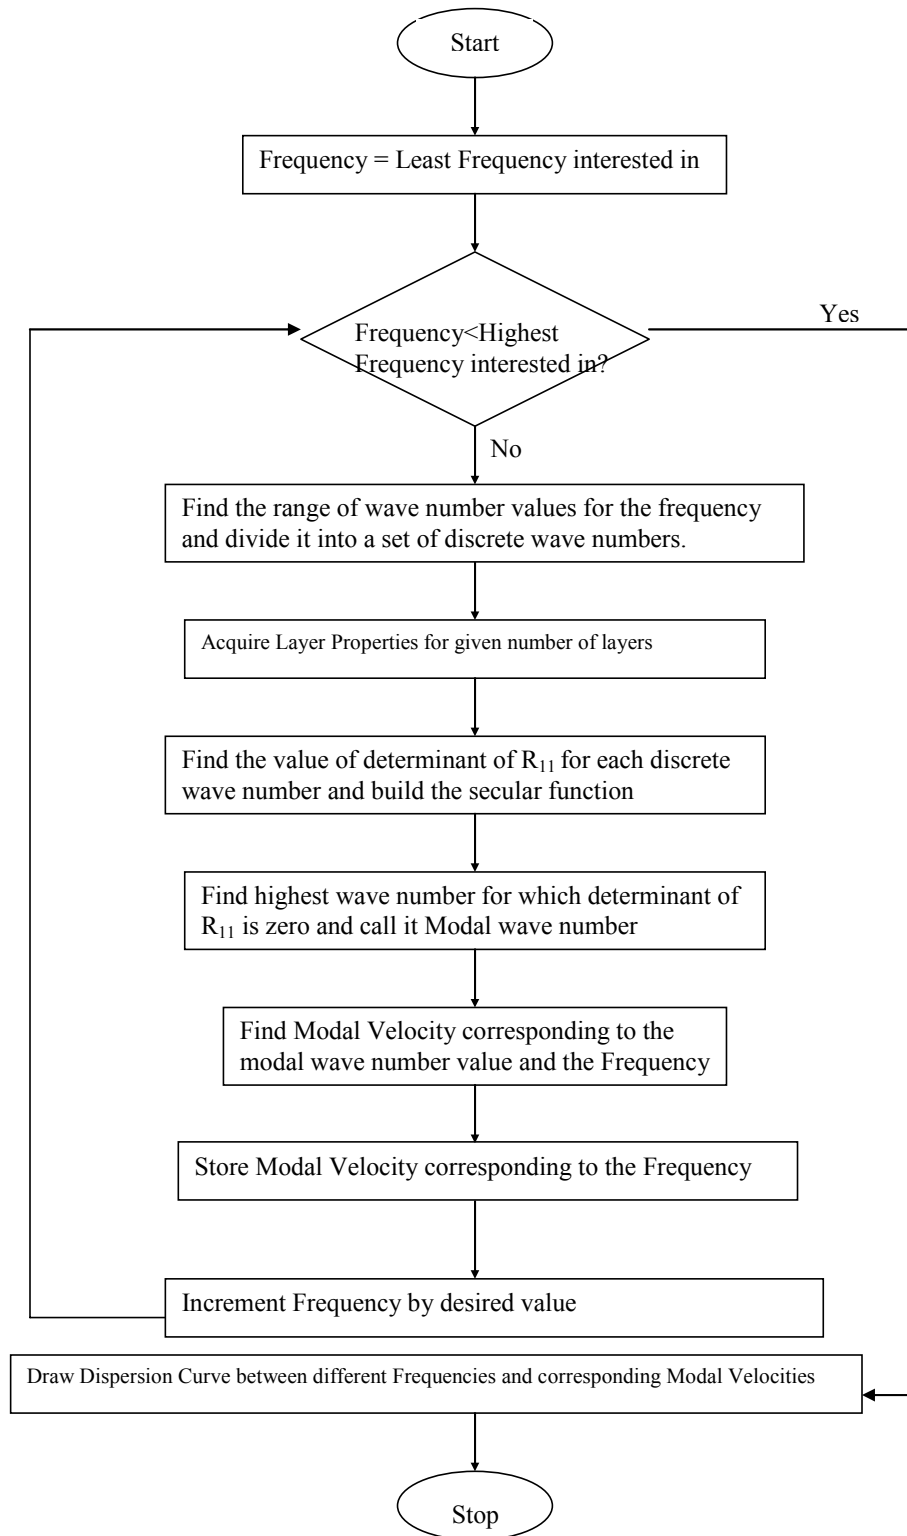 Start
Frequency = Least Frequency interested in
Yes
Frequency<Highest
Frequency interested in?
No
Find the range of wave number values for the frequency
and divide it into a set of discrete wave numbers.
Acquire Layer Properties for given number of layers
Find the value of determinant of R₁₁ for each discrete
wave number and build the secular function
Find highest wave number for which determinant of
R₁₁ is zero and call it Modal wave number
Find Modal Velocity corresponding to the
modal wave number value and the Frequency
Store Modal Velocity corresponding to the Frequency
Increment Frequency by desired value
Draw Dispersion Curve between different Frequencies and corresponding Modal Velocities
Stop